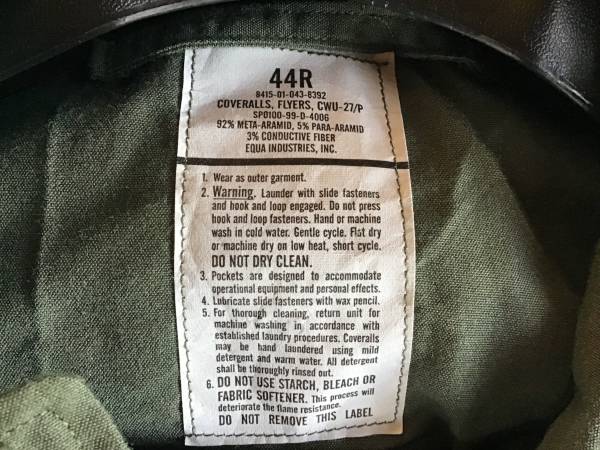 44R
8415-01-043-8392
COVERALLS, FLYERS, CWU-27/P
SPO100-99-D-4006
92% META-ARAMID, 5% PARA-ARAMID
3% CONDUCTIVE FIBER
EQUA INDUSTRIES, INC.
1. Wear as outer garment.
2. Warning. Launder with slide fasteners
and hook and loop engaged. Do not press
hook and loop fasteners. Hand or machine
wash in cold water. Gentle cycle. Flat dry
or machine dry on low heat, short cycle.
DO NOT DRY CLEAN.
3. Pockets are designed to accommodate
operational equipment and personal effects.
4. Lubricate slide fasteners with wax pencil.
5. For thorough cleaning, return unit for
machine washing in accordance with
established laundry procedures. Coveralls
may be hand laundered using mild
detergent and warm water. All detergent
shall be thoroughly rinsed out.
6. DO NOT USE STARCH, BLEACH OR
FABRIC SOFTENER. This process will
deteriorate the flame resistance.
DO NOT REMOVE THIS LABEL